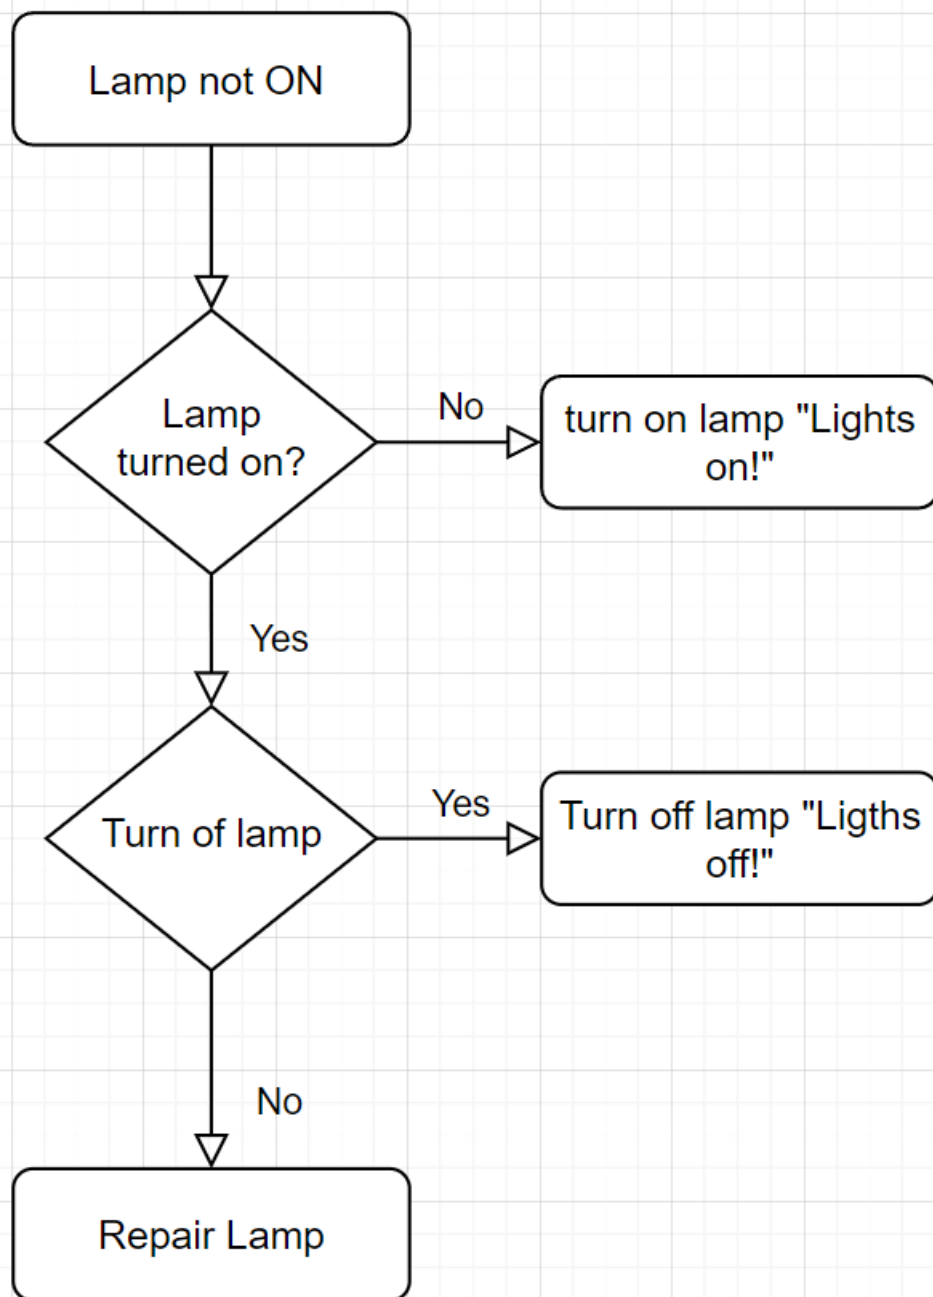 Lamp not ON
Lamp
turned on?
No
turn on lamp "Lights
on!"
Yes
Turn of lamp
Yes
Turn off lamp "Ligths
off!"
No
Repair Lamp